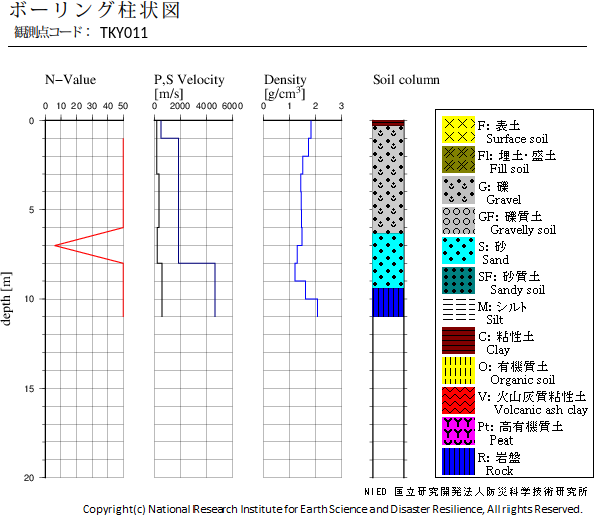 ボーリング柱状図
観測点コード： TKY011
N-Value
P,S Velocity
[m/s]
Density
[g/cm³]
Soil column
0 10 20 30 40 50
0 2000 4000 6000
0 1 2 3
0
5
10
15
20
depth [m]
F: 表土
Surface soil
Fl: 埋土・盛土
Fill soil
G: 礫
Gravel
GF: 礫質土
Gravelly soil
S: 砂
Sand
SF: 砂質土
Sandy soil
M: シルト
Silt
C: 粘性土
Clay
O: 有機質土
Organic soil
V: 火山灰質粘性土
Volcanic ash clay
Pt: 高有機質土
Peat
R: 岩盤
Rock
NIED 国立研究開発法人防災科学技術研究所
Copyright(c) National Research Institute for Earth Science and Disaster Resilience, All rights Reserved.